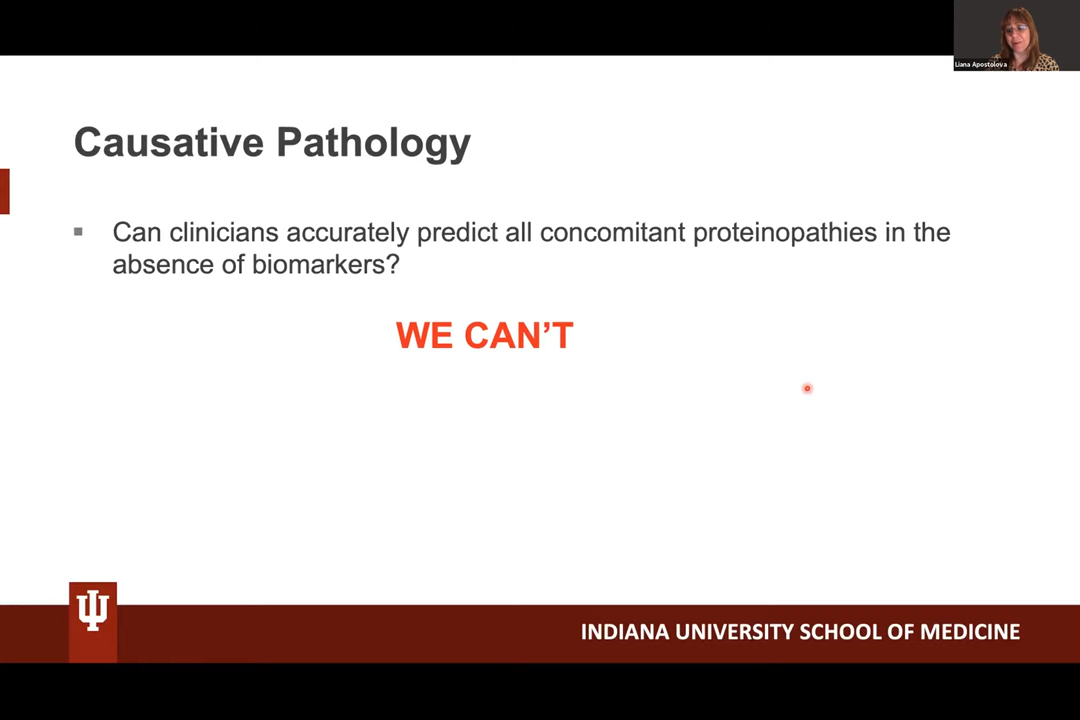 Liana Apostolova
Causative Pathology
▪ Can clinicians accurately predict all concomitant proteinopathies in the
absence of biomarkers?
WE CAN’T
INDIANA UNIVERSITY SCHOOL OF MEDICINE